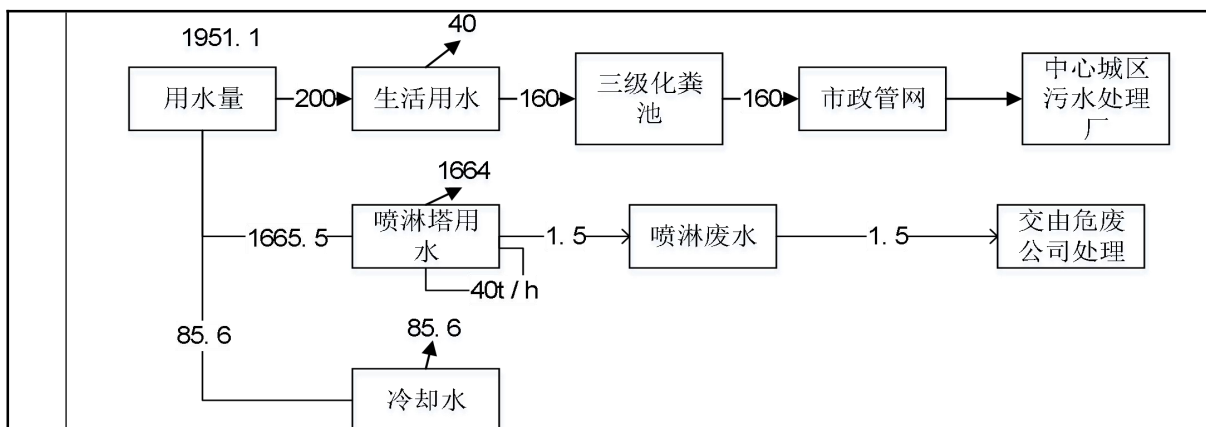 1951. 1
40
用水量
200
生活用水
160
三级化粪
池
160
市政管网
中心城区
污水处理
厂
1664
1665. 5
喷淋塔用
水
1. 5
喷淋废水
1. 5
交由危废
公司处理
40t / h
85. 6
85. 6
冷却水